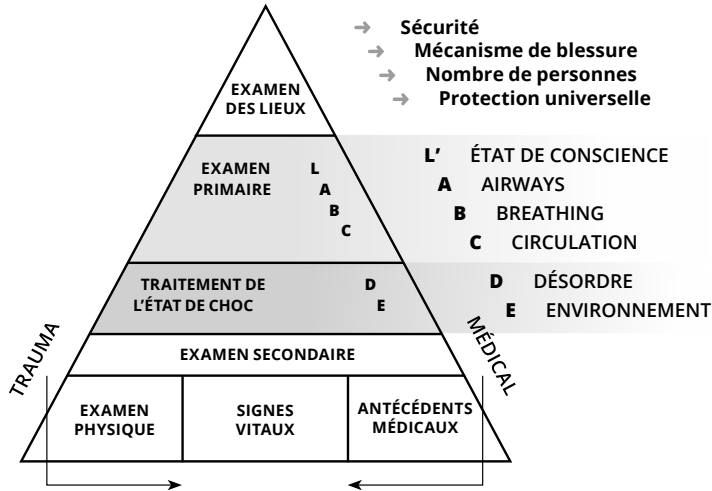 → Sécurité
→ Mécanisme de blessure
→ Nombre de personnes
→ Protection universelle
EXAMEN
DES LIEUX
EXAMEN
PRIMAIRE
L
A
B
C
L’ ÉTAT DE CONSCIENCE
A AIRWAYS
B BREATHING
C CIRCULATION
TRAITEMENT DE
L’ÉTAT DE CHOC
D
E
D DÉSORDRE
E ENVIRONNEMENT
TRAUMA
MÉDICAL
EXAMEN SECONDAIRE
EXAMEN
PHYSIQUE
SIGNES
VITAUX
ANTÉCÉDENTS
MÉDICAUX